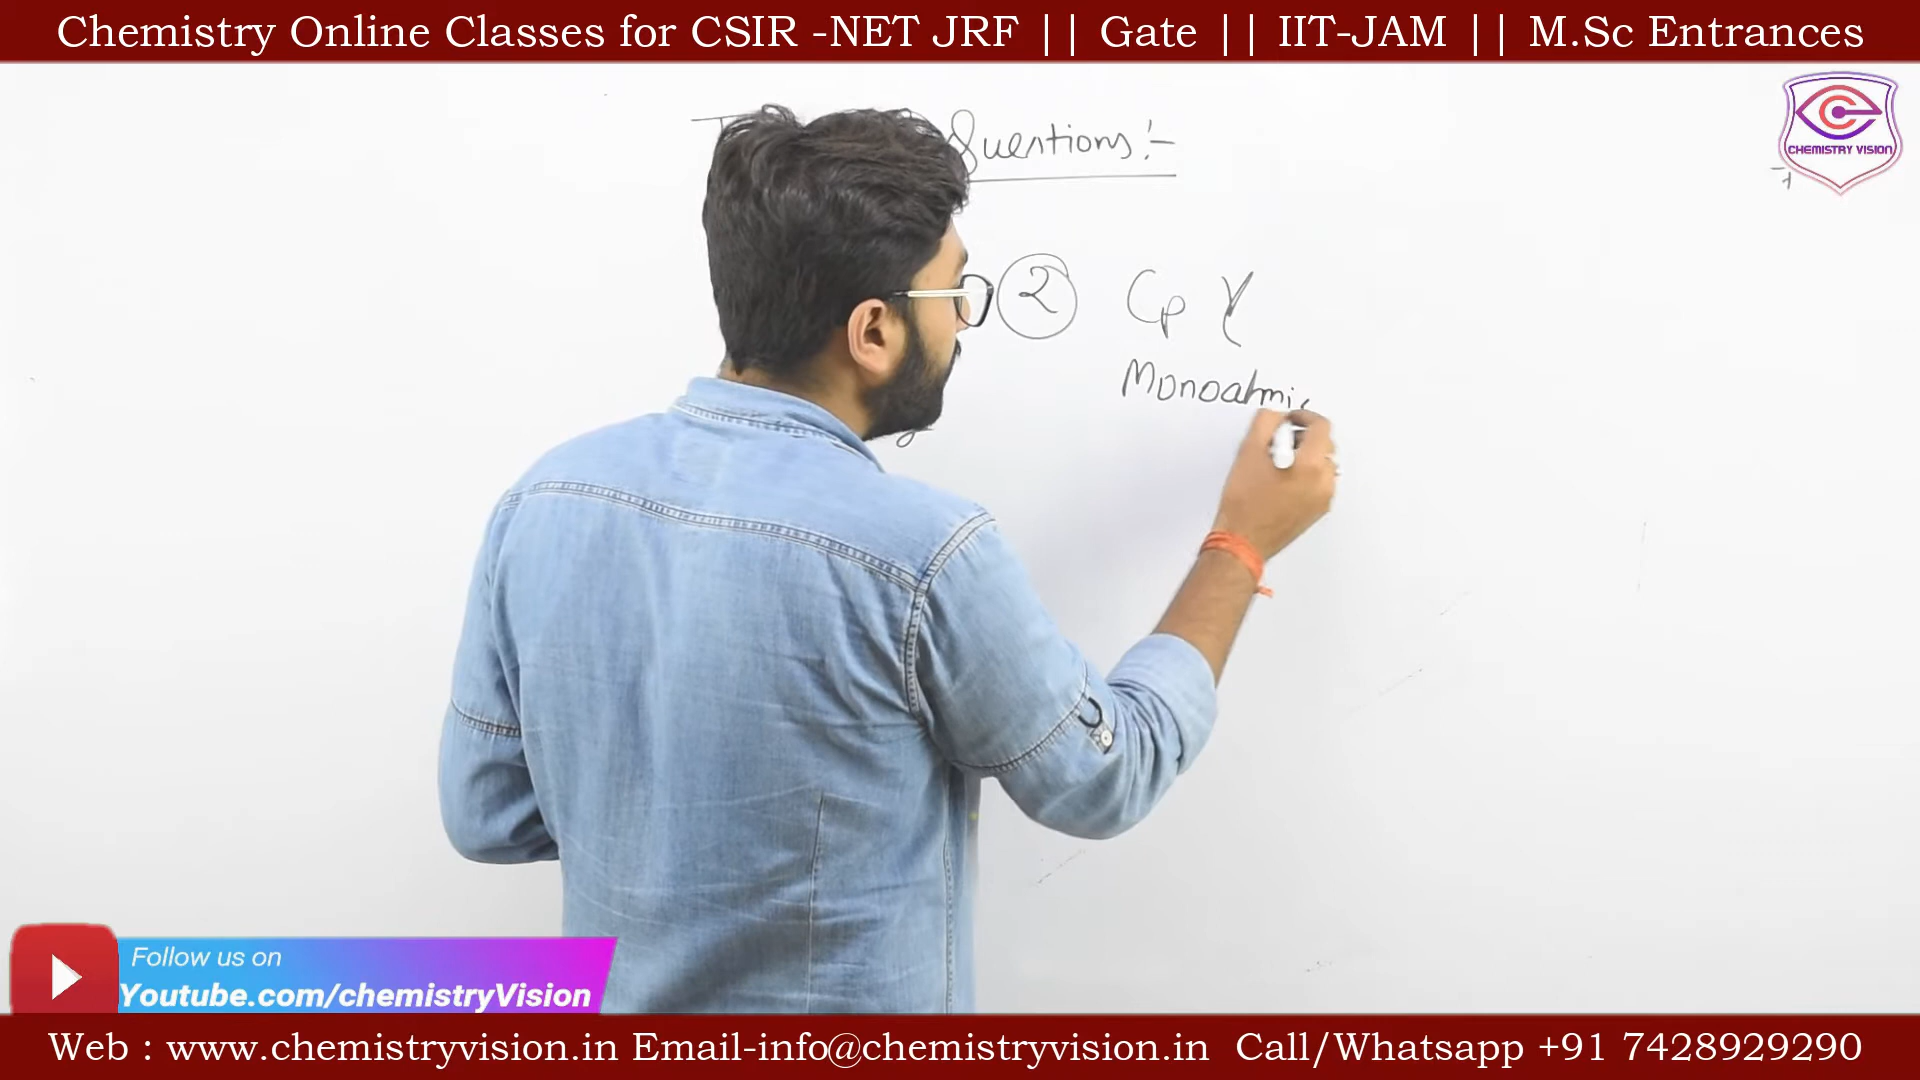 Chemistry Online Classes for CSIR -NET JRF || Gate || IIT-JAM || M.Sc Entrances
CHEMISTRY VISION
Questions:-
2 Cp γ
Monoatmic
Follow us on
Youtube.com/chemistryVision
Web : www.chemistryvision.in Email-info@chemistryvision.in Call/Whatsapp +91 7428929290